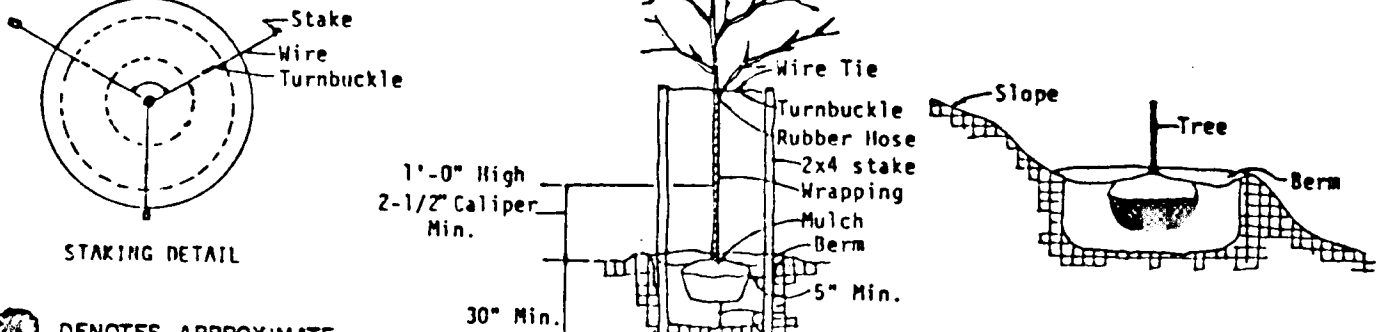 Stake
Wire
Turnbuckle
STAKING DETAIL
DENOTES APPROXIMATE
Wire Tie
Turnbuckle
Rubber Hose
2x4 stake
Wrapping
Mulch
Berm
5" Min.
1'-0" High
2-1/2" Caliper
Min.
30" Min.
Slope
Tree
Berm